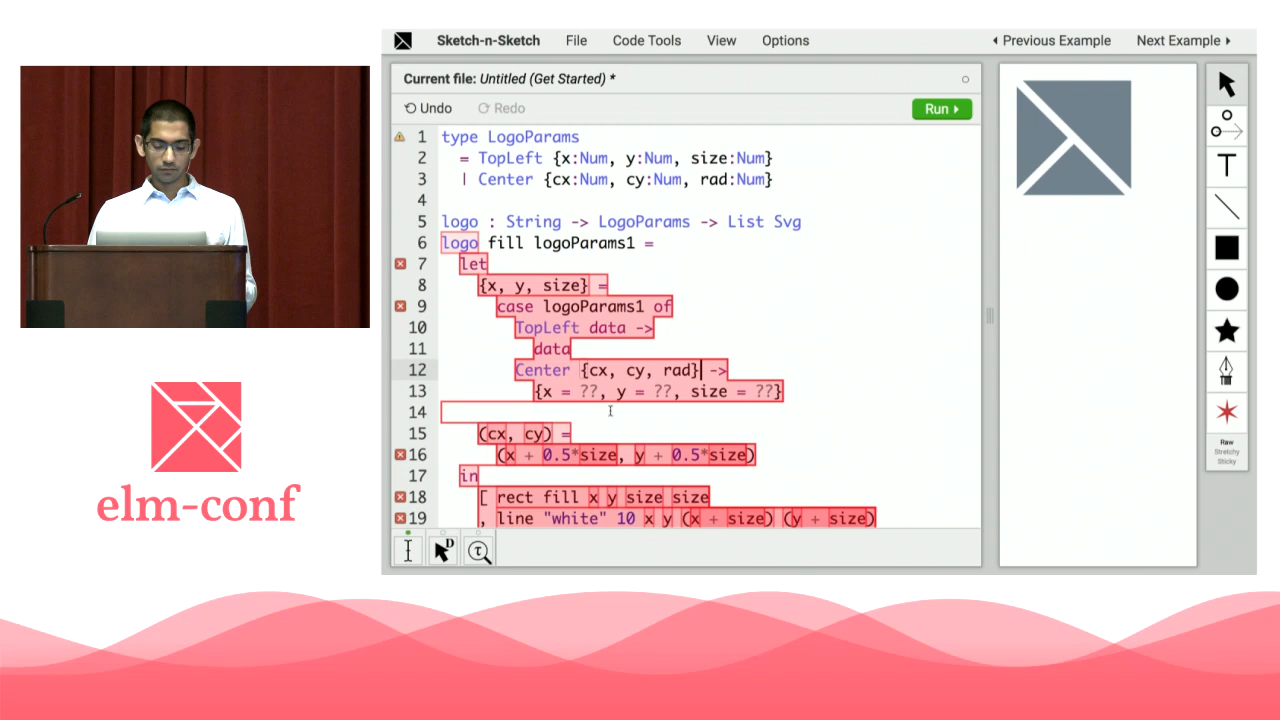 Sketch-n-Sketch File Code Tools View Options Previous Example Next Example
Current file: Untitled (Get Started) *
Undo Redo Run
1 type LogoParams
2 = TopLeft {x:Num, y:Num, size:Num}
3 | Center {cx:Num, cy:Num, rad:Num}
4
5 logo : String -> LogoParams -> List Svg
6 logo fill logoParams1 =
7 let
8 {x, y, size} =
9 case logoParams1 of
10 TopLeft data ->
11 data
12 Center {cx, cy, rad} ->
13 {x = ??, y = ??, size = ??}
14
15 (cx, cy) =
16 (x + 0.5*size, y + 0.5*size)
17 in
18 [ rect fill x y size size
19 , line "white" 10 x y (x + size) (y + size)
D
τ
T
Raw
Stretchy
Sticky
elm-conf